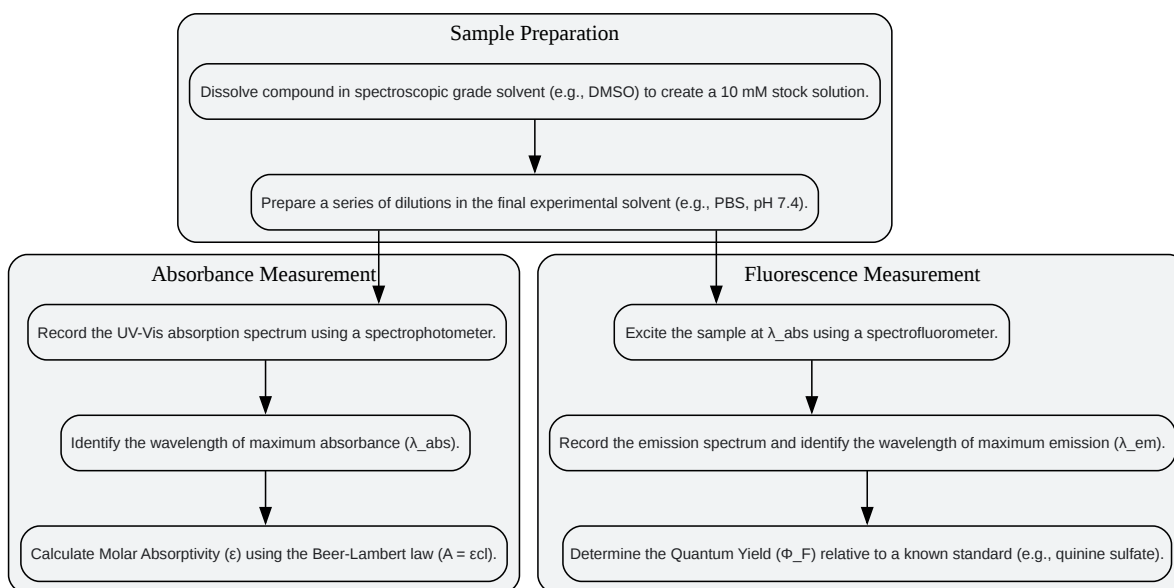 Sample Preparation
Dissolve compound in spectroscopic grade solvent (e.g., DMSO) to create a 10 mM stock solution.
Prepare a series of dilutions in the final experimental solvent (e.g., PBS, pH 7.4).
Absorbance Measurement
Record the UV-Vis absorption spectrum using a spectrophotometer.
Identify the wavelength of maximum absorbance (λ_abs).
Calculate Molar Absorptivity (ε) using the Beer-Lambert law (A = εcl).
Fluorescence Measurement
Excite the sample at λ_abs using a spectrofluorometer.
Record the emission spectrum and identify the wavelength of maximum emission (λ_em).
Determine the Quantum Yield (Φ_F) relative to a known standard (e.g., quinine sulfate).